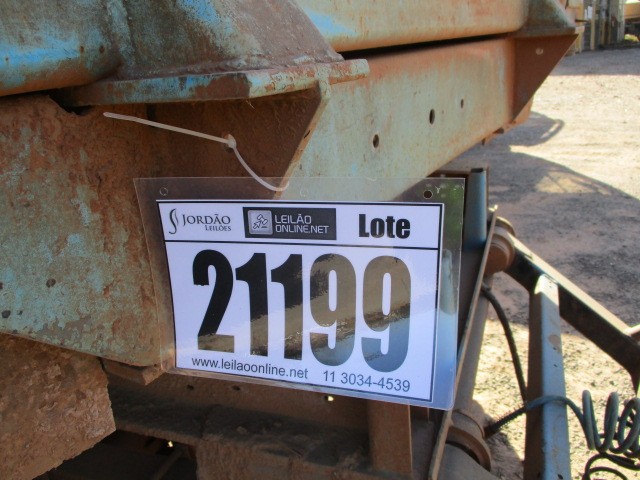 JORDÃO
LEILÕES
LEILÃO
ONLINE.NET
Lote
21199
www.leilaoonline.net
11 3034-4539